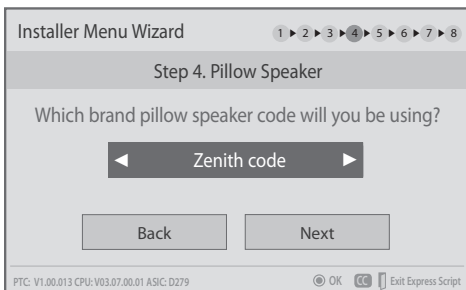 Installer Menu Wizard 1 ▶ 2 ▶ 3 ▶ 4 ▶ 5 ▶ 6 ▶ 7 ▶ 8
Step 4. Pillow Speaker
Which brand pillow speaker code will you be using?
◀ Zenith code ▶
Back Next
PTC: V1.00.013 CPU: V03.07.00.01 ASIC: D279 OK CC Exit Express Script